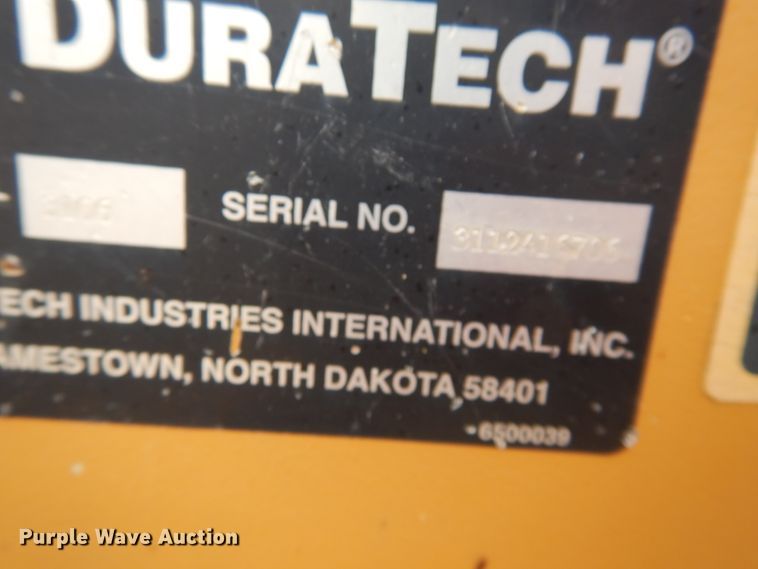 DURATECH®
SERIAL NO.
ECH INDUSTRIES INTERNATIONAL, INC.
AMESTOWN, NORTH DAKOTA 58401
6500039
Purple Wave Auction